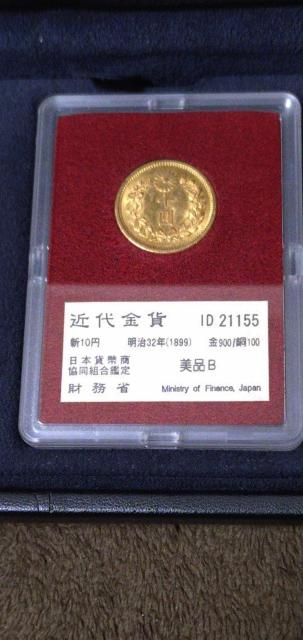 十
圓
近代金貨 ID 21155
新10円 明治32年(1899) 金900/銅100
日本貨幣商
協同組合鑑定 美品B
財務省 Ministry of Finance, Japan